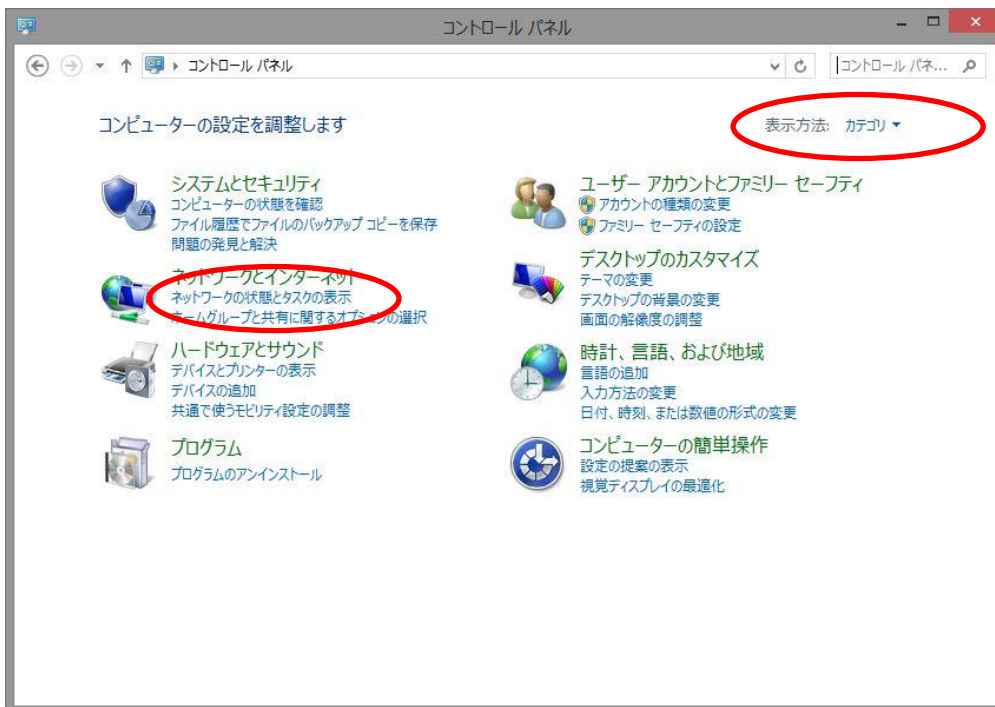 コントロール パネル
コントロール パネル
コントロール パネ...
コンピューターの設定を調整します
表示方法: カテゴリ
システムとセキュリティ
コンピューターの状態を確認
ファイル履歴でファイルのバックアップ コピーを保存
問題の発見と解決
ネットワークとインターネット
ネットワークの状態とタスクの表示
ホームグループと共有に関するオプションの選択
ハードウェアとサウンド
デバイスとプリンターの表示
デバイスの追加
共通で使うモビリティ設定の調整
プログラム
プログラムのアンインストール
ユーザー アカウントとファミリー セーフティ
アカウントの種類の変更
ファミリー セーフティの設定
デスクトップのカスタマイズ
テーマの変更
デスクトップの背景の変更
画面の解像度の調整
時計、言語、および地域
言語の追加
入力方法の変更
日付、時刻、または数値の形式の変更
コンピューターの簡単操作
設定の提案の表示
視覚ディスプレイの最適化